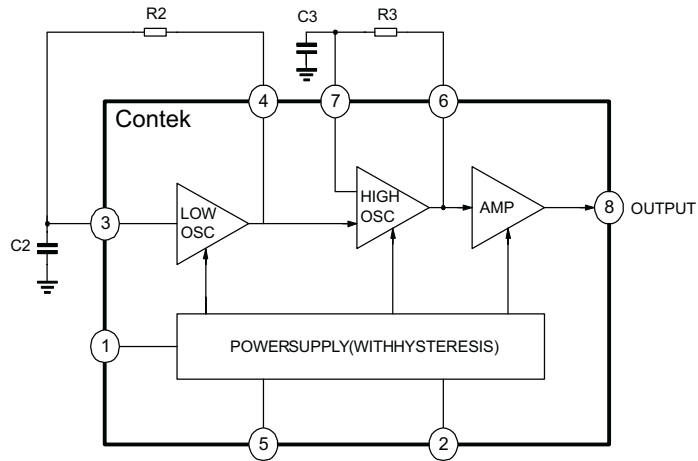 R2
C3
R3
4
7
6
Contek
LOW
OSC
HIGH
OSC
AMP
3
8
OUTPUT
C2
1
POWERSUPPLY(WITHHYSTERESIS)
5
2